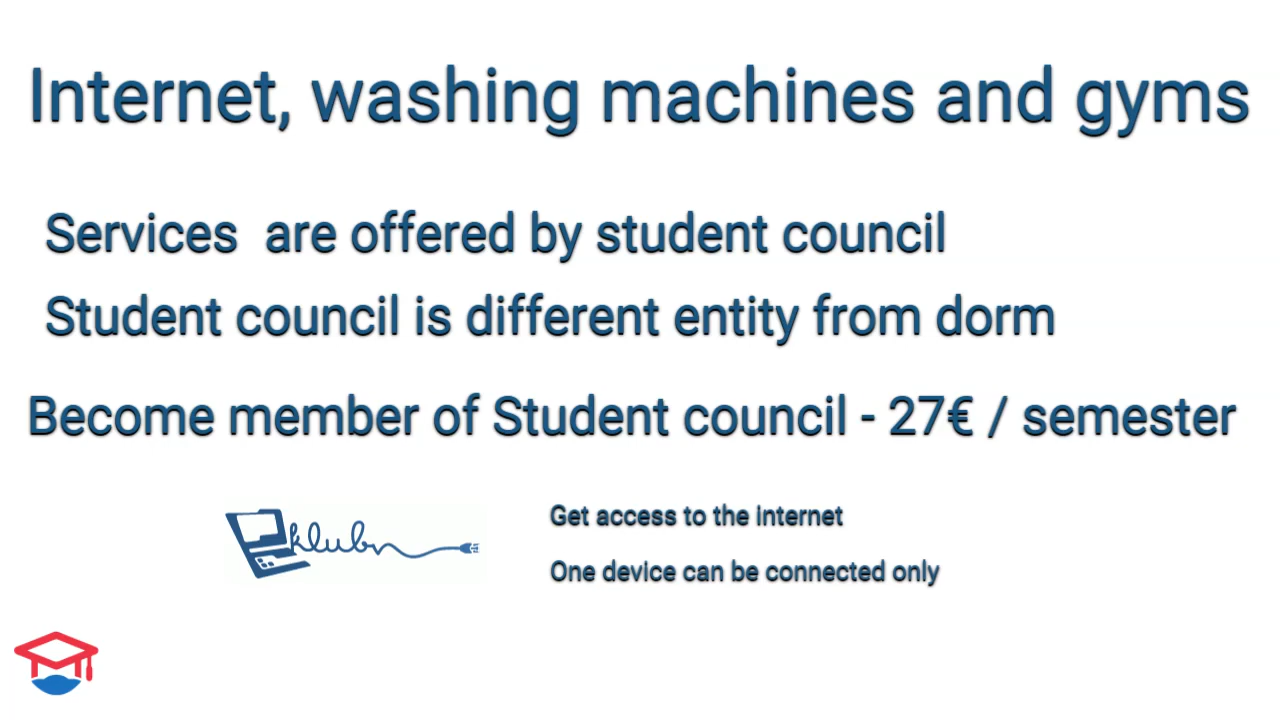 Internet, washing machines and gyms
Services are offered by student council
Student council is different entity from dorm
Become member of Student council - 27€ / semester
klub
Get access to the internet
One device can be connected only